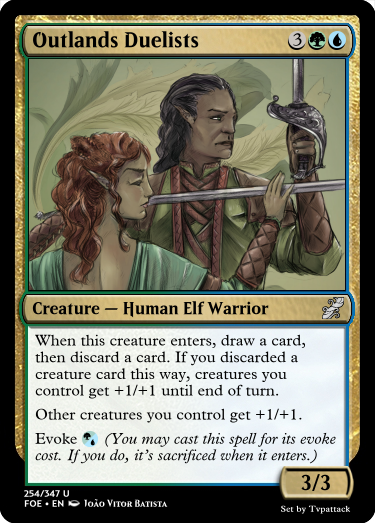 Outlands Duelists 3
Creature — Human Elf Warrior
When this creature enters, draw a card,
then discard a card. If you discarded a
creature card this way, creatures you
control get +1/+1 until end of turn.
Other creatures you control get +1/+1.
Evoke (You may cast this spell for its evoke
cost. If you do, it's sacrificed when it enters.)
3/3
254/347 U
FOE • EN João Vitor Batista
Set by Tvpattack